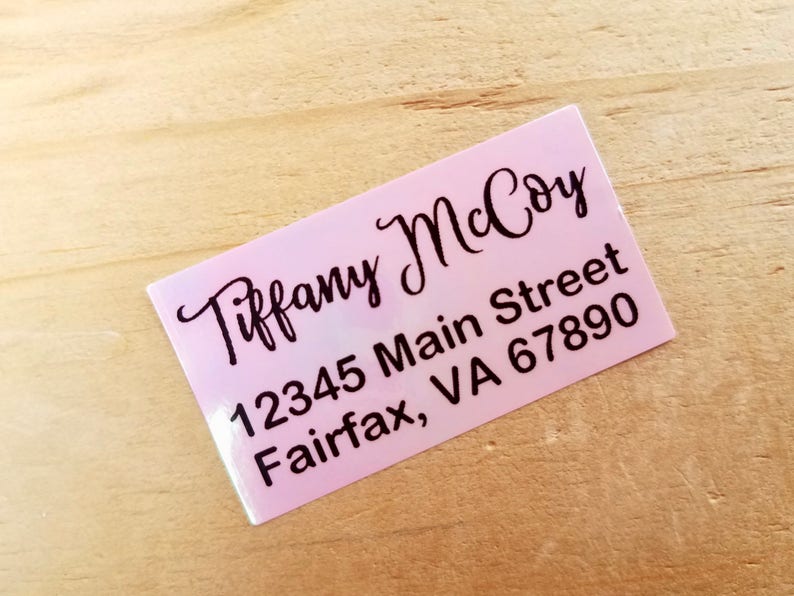 Tiffany McCoy
12345 Main Street
Fairfax, VA 67890